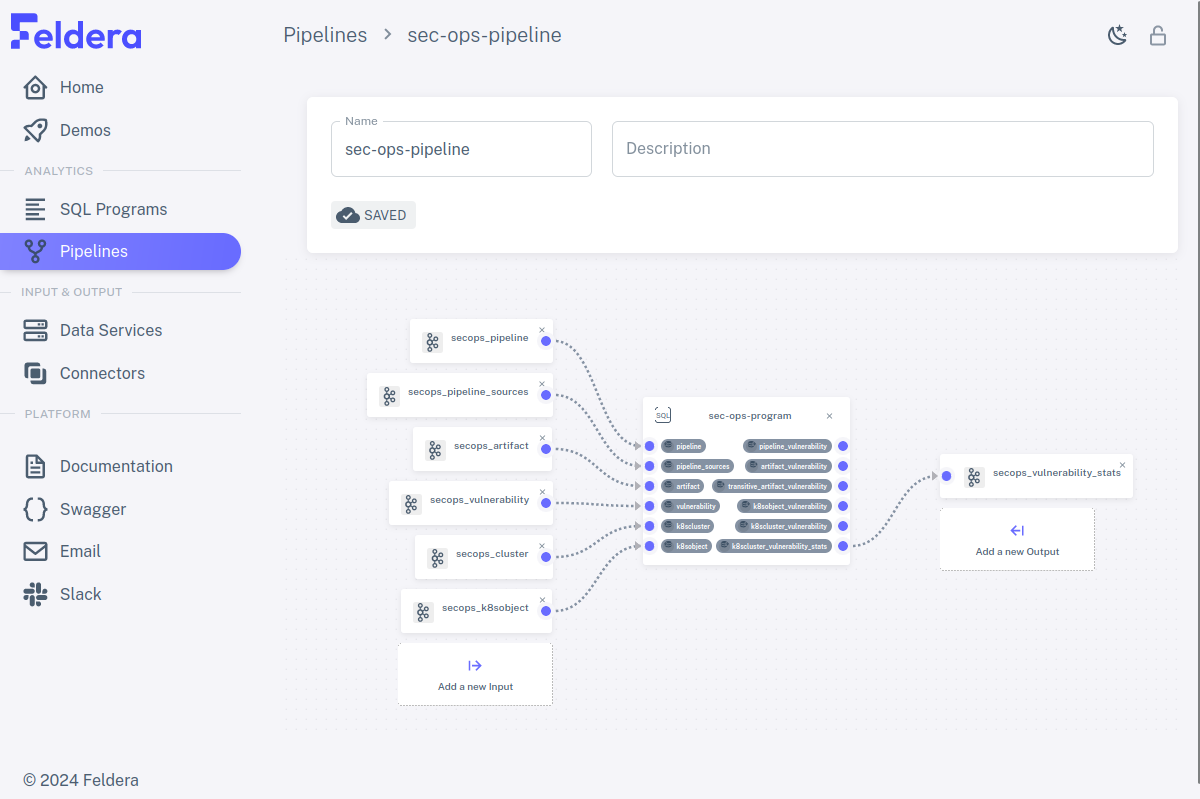 Feldera
Home
Demos
ANALYTICS
SQL Programs
Pipelines
INPUT & OUTPUT
Data Services
Connectors
PLATFORM
Documentation
Swagger
Email
Slack
© 2024 Feldera
Pipelines > sec-ops-pipeline
Name
sec-ops-pipeline
Description
SAVED
secops_pipeline
secops_pipeline_sources
secops_artifact
secops_vulnerability
secops_cluster
secops_k8sobject
Add a new Input
SQL
sec-ops-program
pipeline pipeline_vulnerability
pipeline_sources artifact_vulnerability
artifact transitive_artifact_vulnerability
vulnerability k8sobject_vulnerability
k8scluster k8scluster_vulnerability
k8sobject k8scluster_vulnerability_stats
secops_vulnerability_stats
Add a new Output